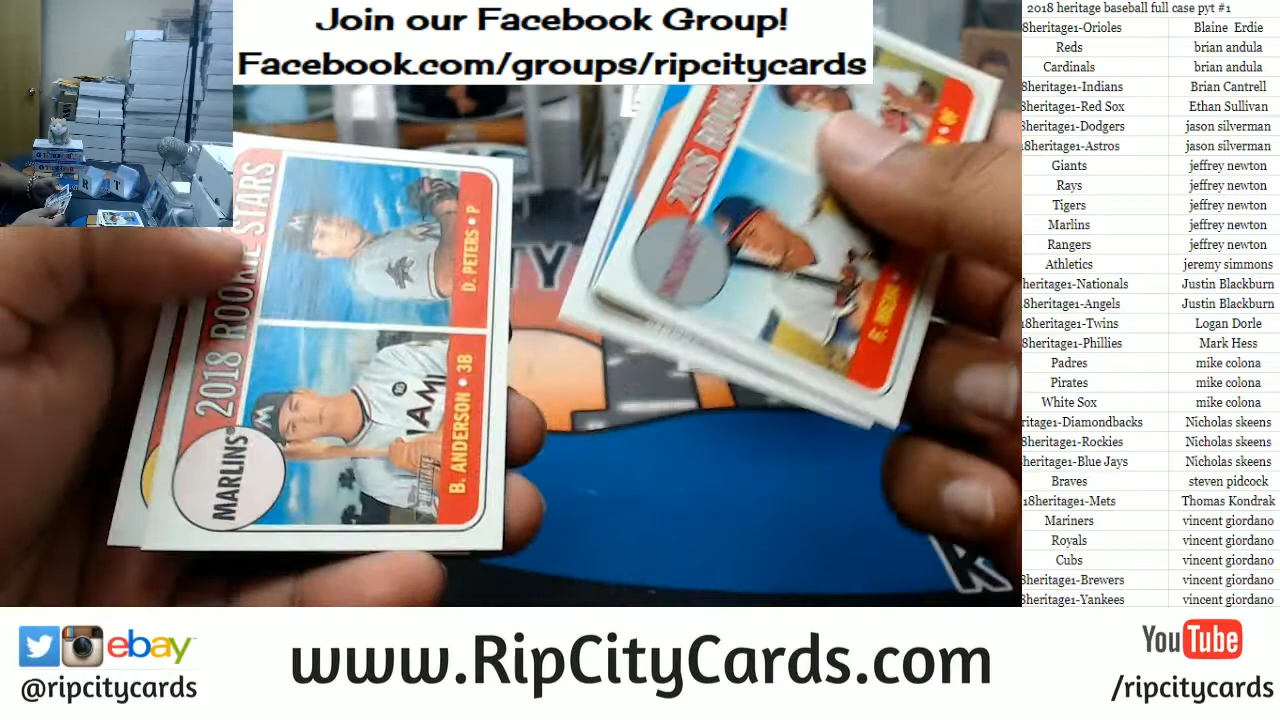 Join our Facebook Group!
Facebook.com/groups/ripcitycards
2018 heritage baseball full case pyt #1
8heritage1-Orioles Blaine Erdie
Reds brian andula
Cardinals brian andula
8heritage1-Indians Brian Cantrell
8heritage1-Red Sox Ethan Sullivan
18heritage1-Dodgers jason silverman
18heritage1-Astros jason silverman
Giants jeffrey newton
Rays jeffrey newton
Tigers jeffrey newton
Marlins jeffrey newton
Rangers jeffrey newton
Athletics jeremy simmons
heritage1-Nationals Justin Blackburn
8heritage1-Angels Justin Blackburn
18heritage1-Twins Logan Dorle
8heritage1-Phillies Mark Hess
Padres mike colona
Pirates mike colona
White Sox mike colona
ritage1-Diamondbacks Nicholas skeens
8heritage1-Rockies Nicholas skeens
heritage1-Blue Jays Nicholas skeens
Braves steven pidcock
18heritage1-Mets Thomas Kondrak
Mariners vincent giordano
Royals vincent giordano
Cubs vincent giordano
8heritage1-Brewers vincent giordano
8heritage1-Yankees vincent giordano
2018 ROOKIE STARS
MARLINS
B. ANDERSON • 3B
D. PETERS • P
HERITAGE
MIAMI
2018 ROOKIE
ebay
@ripcitycards
www.RipCityCards.com
YouTube
/ripcitycards